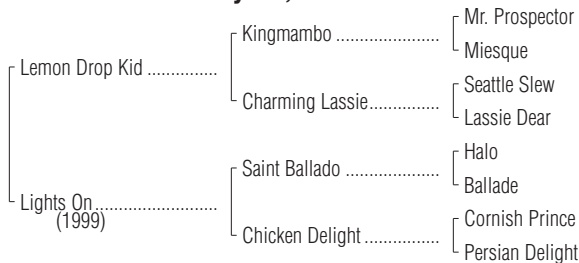 Mr. Prospector
Kingmambo ....................
Miesque
Lemon Drop Kid ..............
Seattle Slew
Charming Lassie..............
Lassie Dear
Halo
Saint Ballado ...................
Ballade
Lights On.........................
(1999)
Cornish Prince
Chicken Delight ...............
Persian Delight